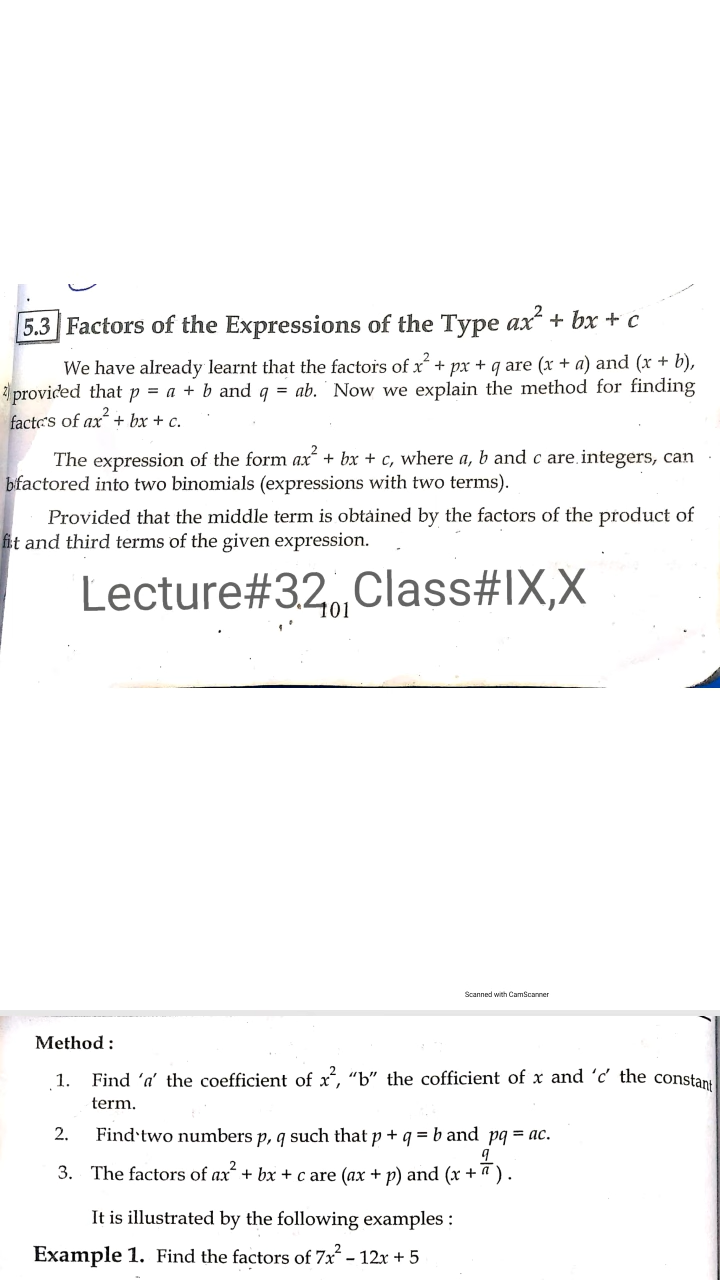 5.3 Factors of the Expressions of the Type ax² + bx + c
We have already learnt that the factors of x² + px + q are (x + a) and (x + b),
provided that p = a + b and q = ab. Now we explain the method for finding
of ax² + bx + c.
The expression of the form ax² + bx + c, where a, b and c are integers, can
factored into two binomials (expressions with two terms).
Provided that the middle term is obtained by the factors of the product of
and third terms of the given expression.
Lecture#32, Class#IX,X
101
Scanned with CamScanner
Method :
1. Find 'a' the coefficient of x², "b" the cofficient of x and 'c' the constant
term.
2. Find two numbers p, q such that p + q = b and pq = ac.
3. The factors of ax² + bx + c are (ax + p) and (x + q/a).
It is illustrated by the following examples :
Example 1. Find the factors of 7x² – 12x + 5